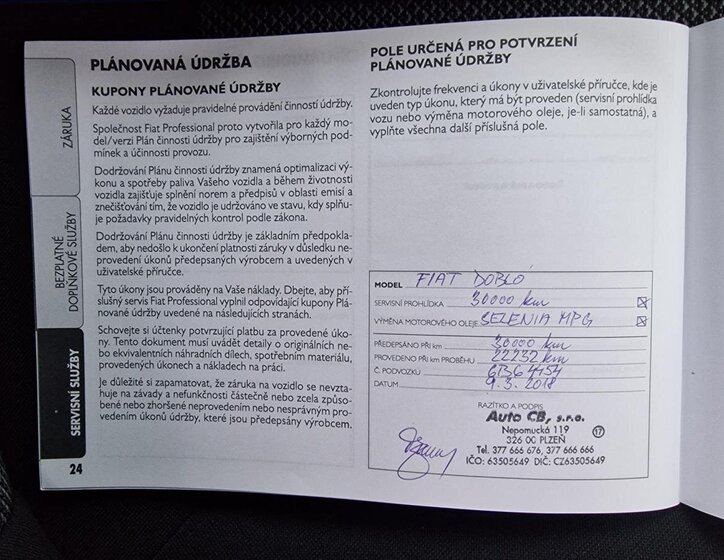 PLÁNOVANÁ ÚDRŽBA
KUPONY PLÁNOVANÉ ÚDRŽBY
Každé vozidlo vyžaduje pravidelné provádění činností údržby.
Společnost Fiat Professional proto vytvořila pro každý mo-
del/verzi Plán činností údržby pro zajištění výborných pod-
mínek a účinnosti provozu.
Dodržování Plánu činností údržby znamená optimalizaci vý-
konu a spotřeby paliva Vašeho vozidla a během životnosti
vozidla zajišťuje splnění norem a předpisů v oblasti emisí a
znečišťování tím, že vozidlo je udržováno ve stavu, kdy splňu-
je požadavky pravidelných kontrol podle zákona.
Dodržování Plánu činnosti údržby je základním předpokla-
dem, aby nedošlo k ukončení platnosti záruky v důsledku ne-
provedení úkonů předepsaných výrobcem a uvedených v
uživatelské příručce.
Tyto úkony jsou prováděny na Vaše náklady. Dbejte, aby pří-
slušný servis Fiat Professional vyplnil odpovídající kupony Plá-
nované údržby uvedené na následujících stranách.
Schovejte si účtenky potvrzující platbu za provedené úko-
ny. Tento dokument musí uvádět detaily o originálních ne-
bo ekvivalentních náhradních dílech, spotřebním materiálu,
provedených úkonech a nákladech na práci.
Je důležité si zapamatovat, že záruka na vozidlo se nevzta-
huje na závady a nefunkčnosti částečně nebo zcela způso-
bené nebo zhoršené neprovedením nebo nesprávným pro-
vedením úkonů údržby, které jsou předepsány výrobcem.
ZÁRUKA
BEZPLATNÉ
DOPLŇKOVÉ SLUŽBY
SERVISNÍ SLUŽBY
24
POLE URČENÁ PRO POTVRZENÍ
PLÁNOVANÉ ÚDRŽBY
Zkontrolujte frekvenci a úkony v uživatelské příručce, kde je
uveden typ úkonu, který má být proveden (servisní prohlídka
vozu nebo výměna motorového oleje, je-li samostatná), a
vyplňte všechna další příslušná pole.
MODEL FIAT DOBLO
SERVISNÍ PROHLÍDKA 30000 km
VÝMĚNA MOTOROVÉHO OLEJE SELENIA MPG
PŘEDEPSÁNO PŘI km 30000 km
PROVEDENO PŘI km PROBĚHU 22232 km
Č. PODVOZKU 6B64154
DATUM 9.3.2018
RAZÍTKO A PODPIS
Auto CB, s.r.o.
Nepomucká 119
326 00 PLZEŇ 17
Tel. 377 666 676, 377 666 666
IČO: 63505649 DIČ: CZ63505649